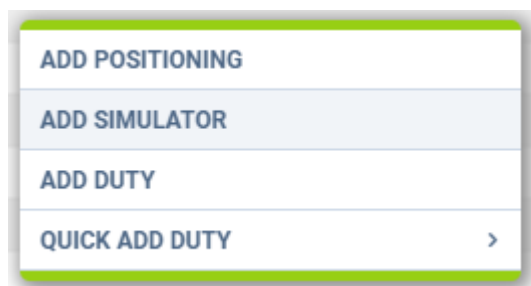 ADD POSITIONING
ADD SIMULATOR
ADD DUTY
QUICK ADD DUTY